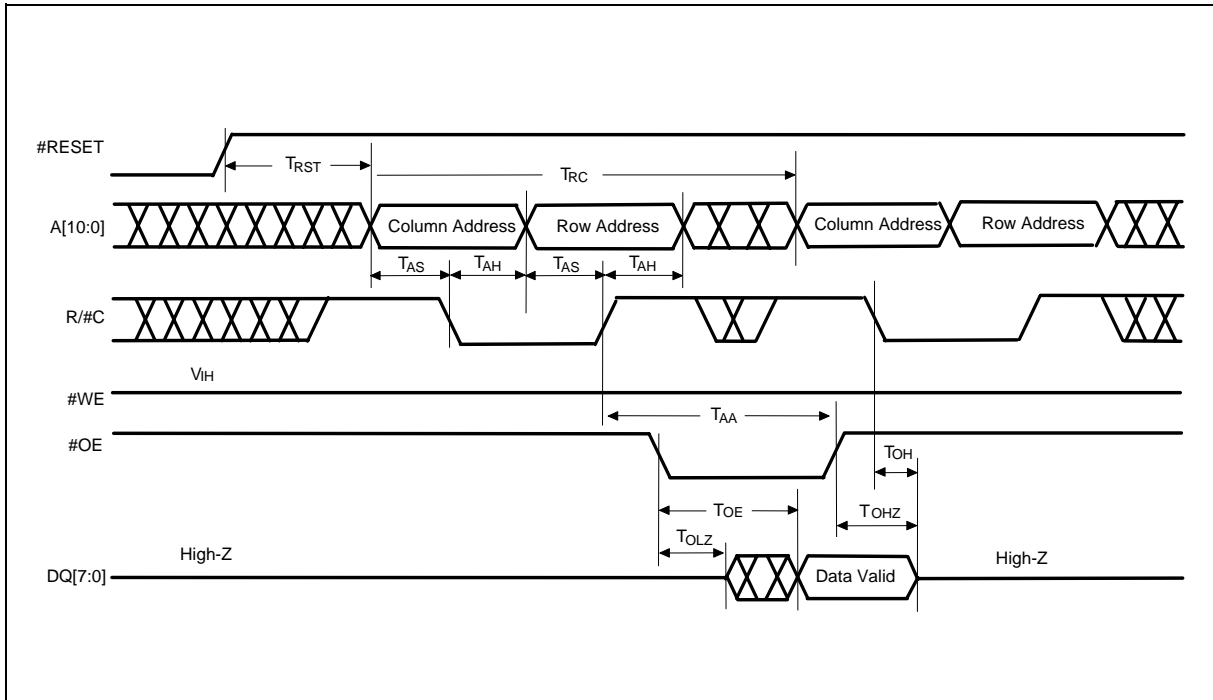 #RESET
TRST
TRC
A[10:0]
Column Address
Row Address
Column Address
Row Address
TAS
TAH
TAS
TAH
R/#C
VIH
#WE
TAA
#OE
TOH
TOE
TOHZ
TOLZ
High-Z
High-Z
DQ[7:0]
Data Valid